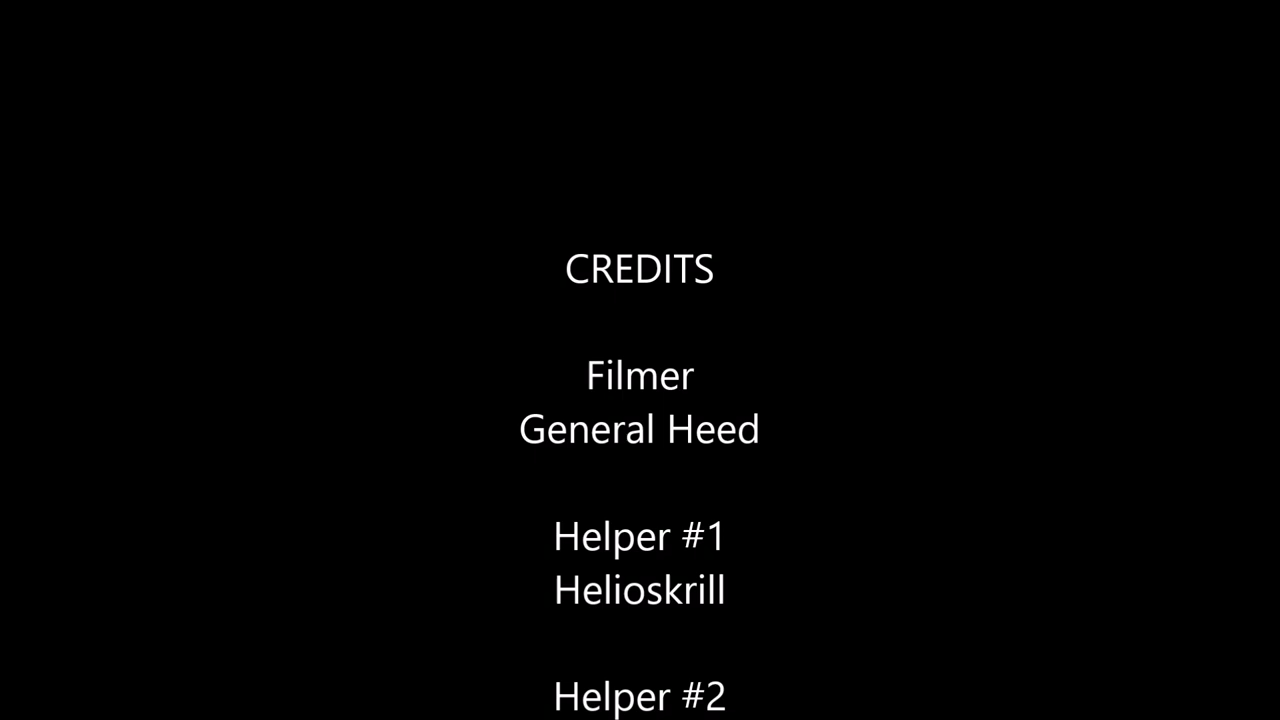 CREDITS
Filmer
General Heed
Helper #1
Helioskrill
Helper #2